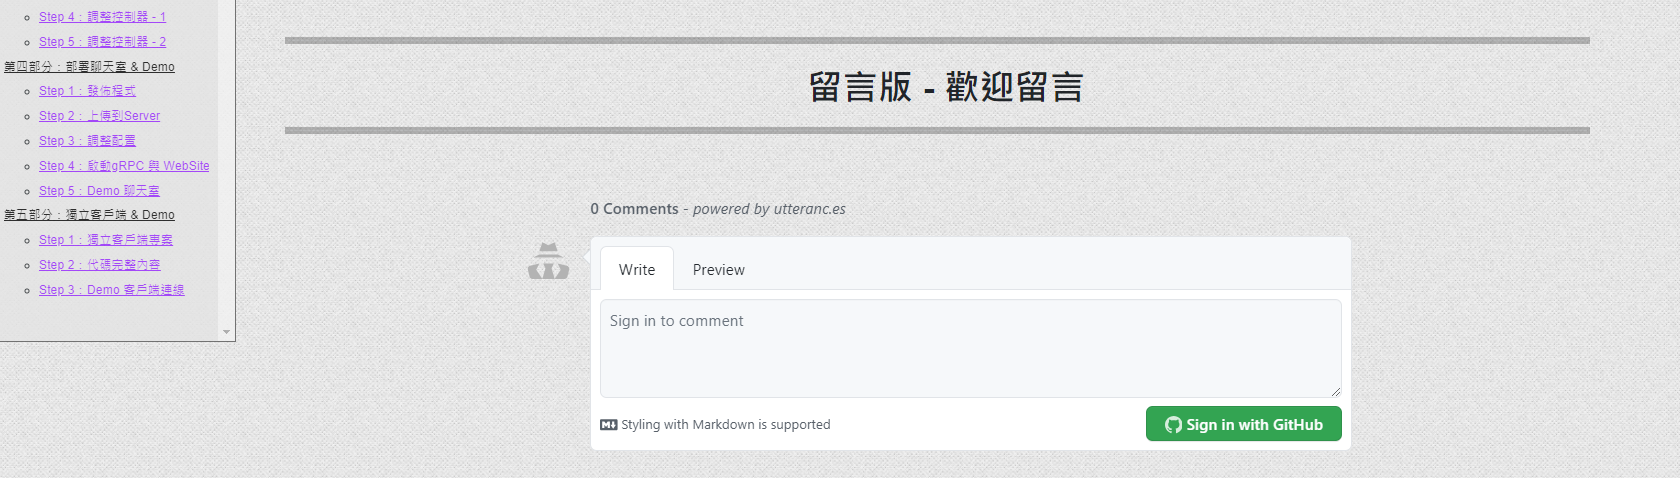 Step 4：調整控制器 - 1
Step 5：調整控制器 - 2
第四部分：部署聊天室 & Demo
Step 1：發佈程式
Step 2：上傳到Server
Step 3：調整配置
Step 4：啟動gRPC 與 WebSite
Step 5：Demo 聊天室
第五部分：獨立客戶端 & Demo
Step 1：獨立客戶端專案
Step 2：代碼完整內容
Step 3：Demo 客戶端連線
留言版 - 歡迎留言
0 Comments - powered by utteranc.es
Write Preview
Sign in to comment
Styling with Markdown is supported
Sign in with GitHub